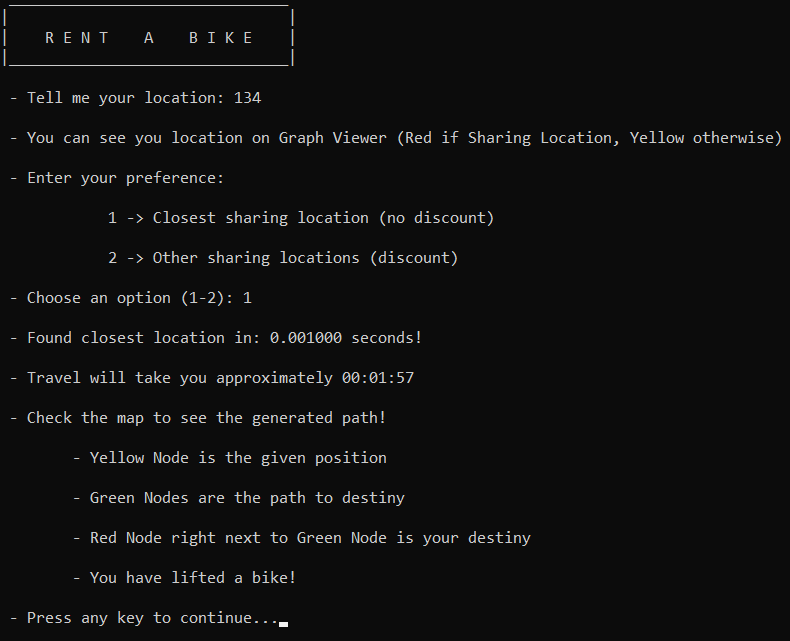 R E N T   A   B I K E
- Tell me your location: 134
- You can see you location on Graph Viewer (Red if Sharing Location, Yellow otherwise)
- Enter your preference:
1 -> Closest sharing location (no discount)
2 -> Other sharing locations (discount)
- Choose an option (1-2): 1
- Found closest location in: 0.001000 seconds!
- Travel will take you approximately 00:01:57
- Check the map to see the generated path!
- Yellow Node is the given position
- Green Nodes are the path to destiny
- Red Node right next to Green Node is your destiny
- You have lifted a bike!
- Press any key to continue...